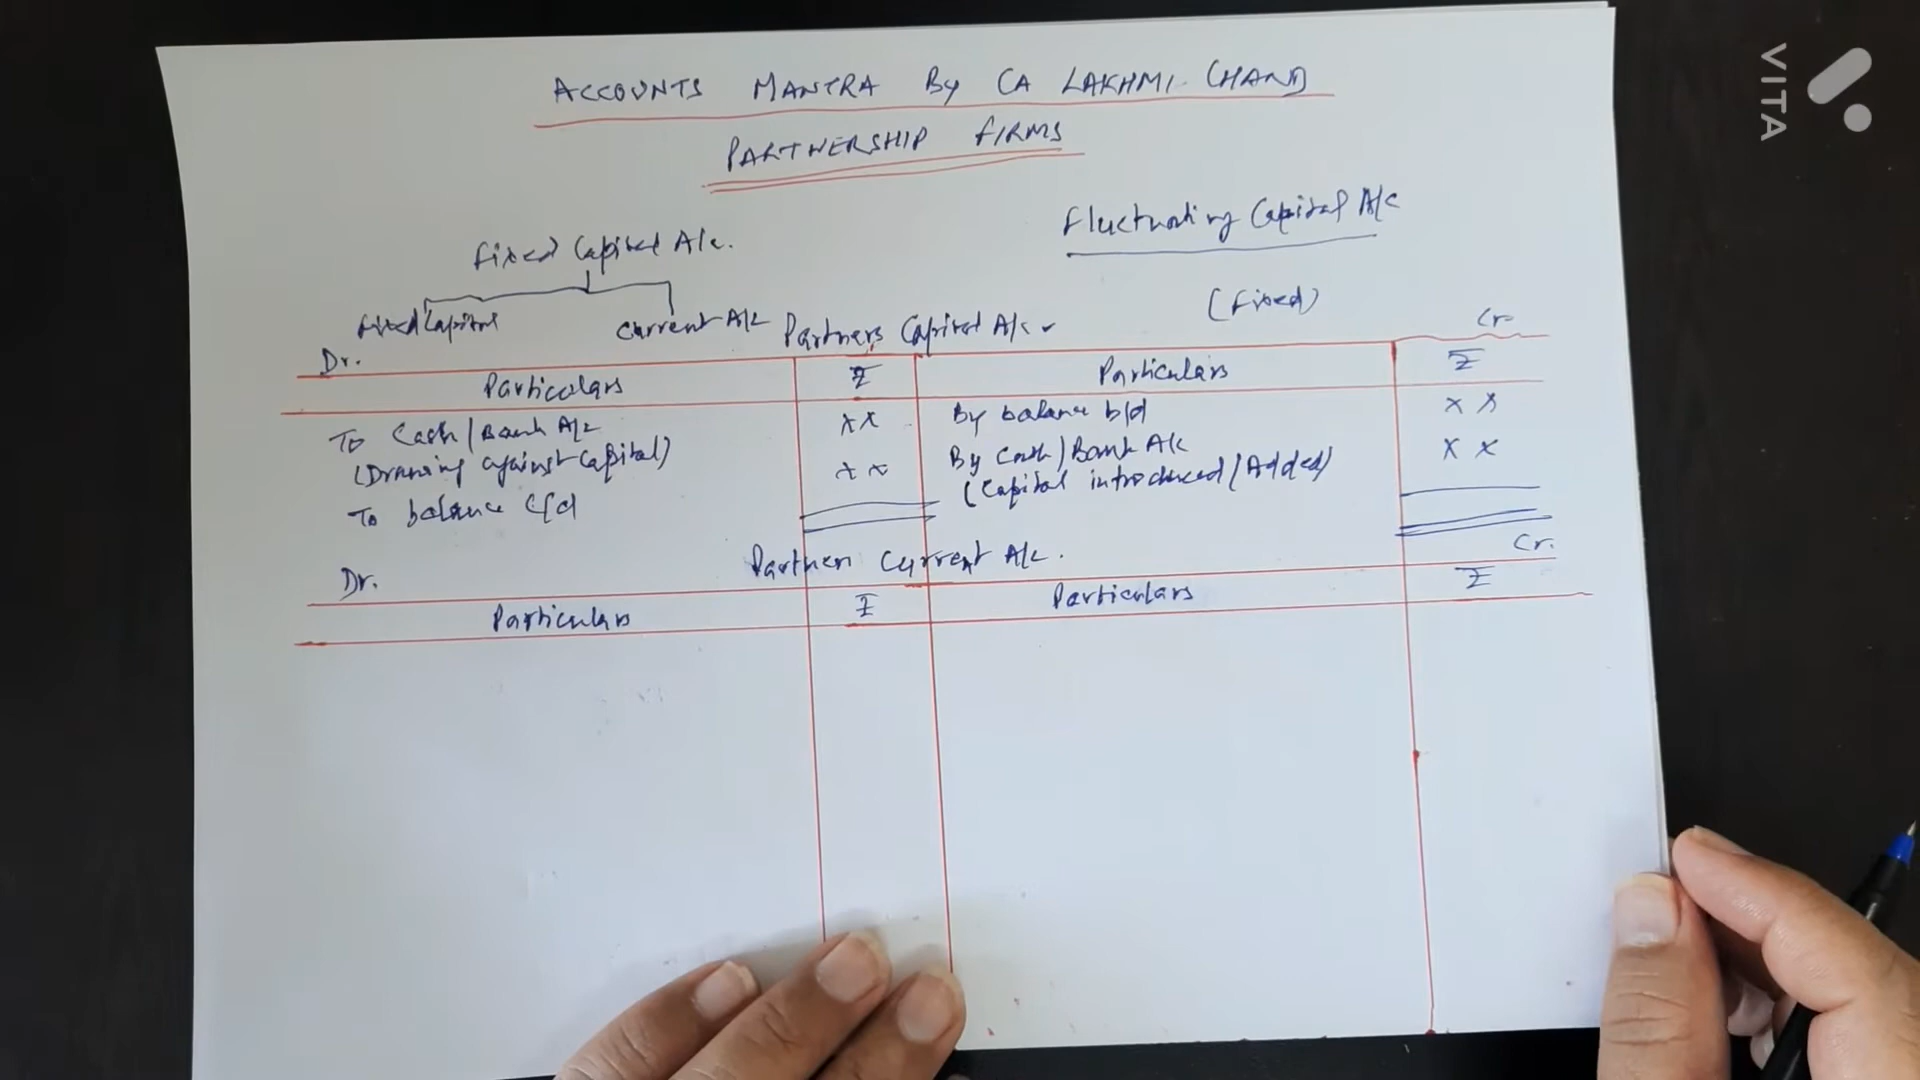 ACCOUNTS MANTRA By CA LAKHMI CHAND
PARTNERSHIP FIRMS
Fixed Capital A/c.
Fluctuating Capital A/c
Fixed Capital
Current A/c
Partners Capital A/c
(Fixed)
Dr.
Cr.
Particulars ₹ Particulars ₹
To Cash/Bank A/c xx By balance b/d xx
(Drawing against capital) xx By Cash/Bank A/c xx
To balance c/d (Capital introduced/Added)
Dr. Partners Current A/c. Cr.
Particulars ₹ Particulars ₹
VITA